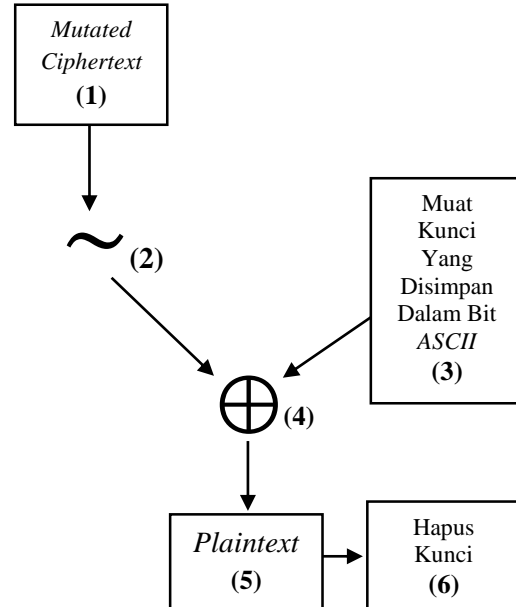 Mutated
Ciphertext
(1)
~ (2)
Muat
Kunci
Yang
Disimpan
Dalam Bit
ASCII
(3)
⊕ (4)
Plaintext
(5)
Hapus
Kunci
(6)